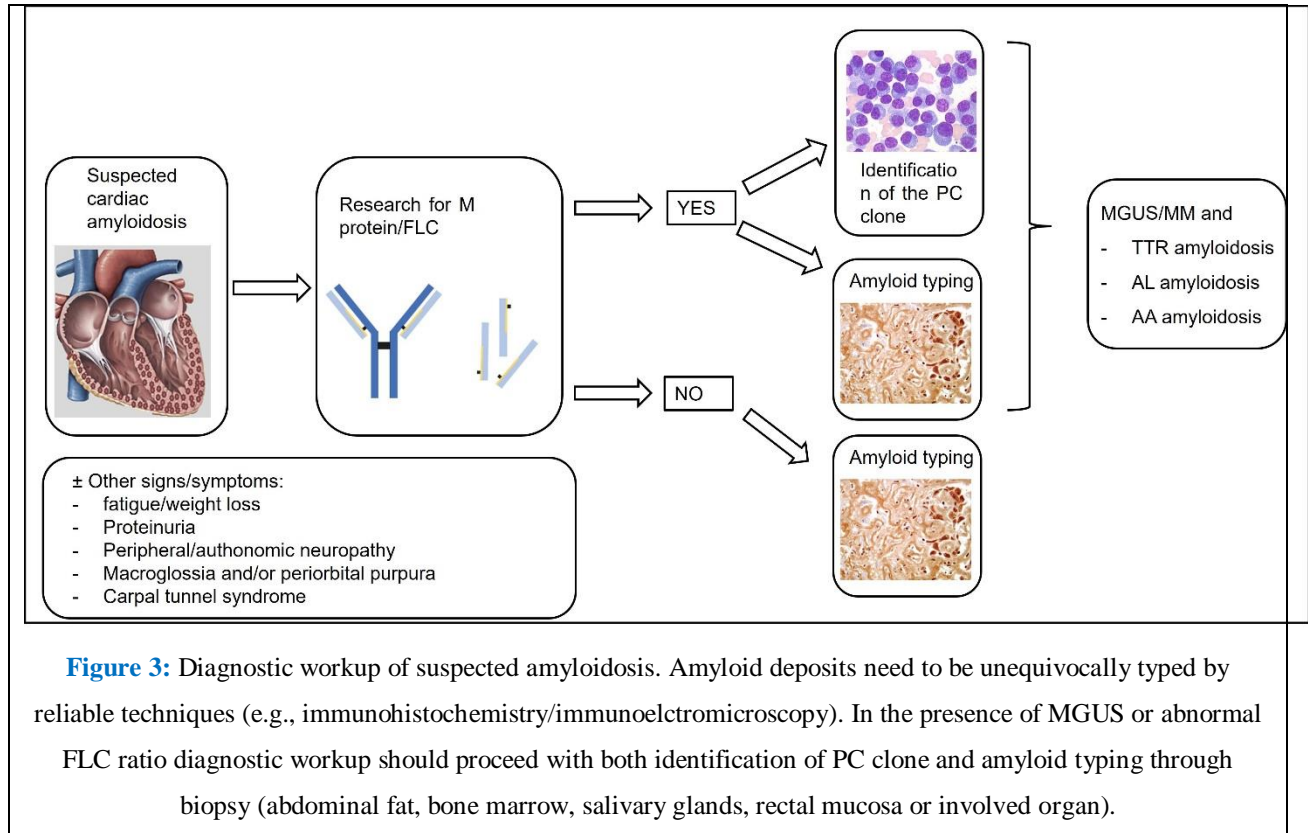 Suspected
cardiac
amyloidosis
Research for M
protein/FLC
YES
NO
Identificatio
n of the PC
clone
Amyloid typing
Amyloid typing
MGUS/MM and
- TTR amyloidosis
- AL amyloidosis
- AA amyloidosis
± Other signs/symptoms:
- fatigue/weight loss
- Proteinuria
- Peripheral/authonomic neuropathy
- Macroglossia and/or periorbital purpura
- Carpal tunnel syndrome
Figure 3: Diagnostic workup of suspected amyloidosis. Amyloid deposits need to be unequivocally typed by
reliable techniques (e.g., immunohistochemistry/immunoelctromicroscopy). In the presence of MGUS or abnormal
FLC ratio diagnostic workup should proceed with both identification of PC clone and amyloid typing through
biopsy (abdominal fat, bone marrow, salivary glands, rectal mucosa or involved organ).